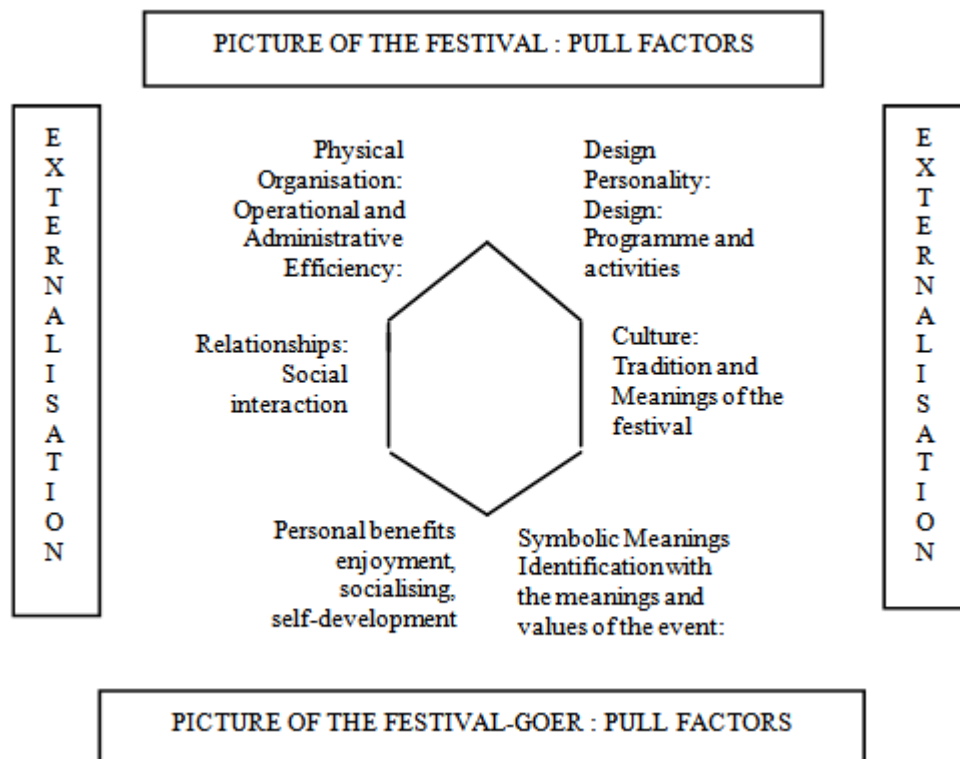 PICTURE OF THE FESTIVAL : PULL FACTORS
EXTERNALISATION
Physical
Organisation:
Operational and
Administrative
Efficiency:
Design
Personality:
Design:
Programme and
activities
Relationships:
Social
interaction
Culture:
Tradition and
Meanings of the
festival
Personal benefits
enjoyment,
socialising,
self-development
Symbolic Meanings
Identification with
the meanings and
values of the event:
EXTERNALISATION
PICTURE OF THE FESTIVAL-GOER : PULL FACTORS